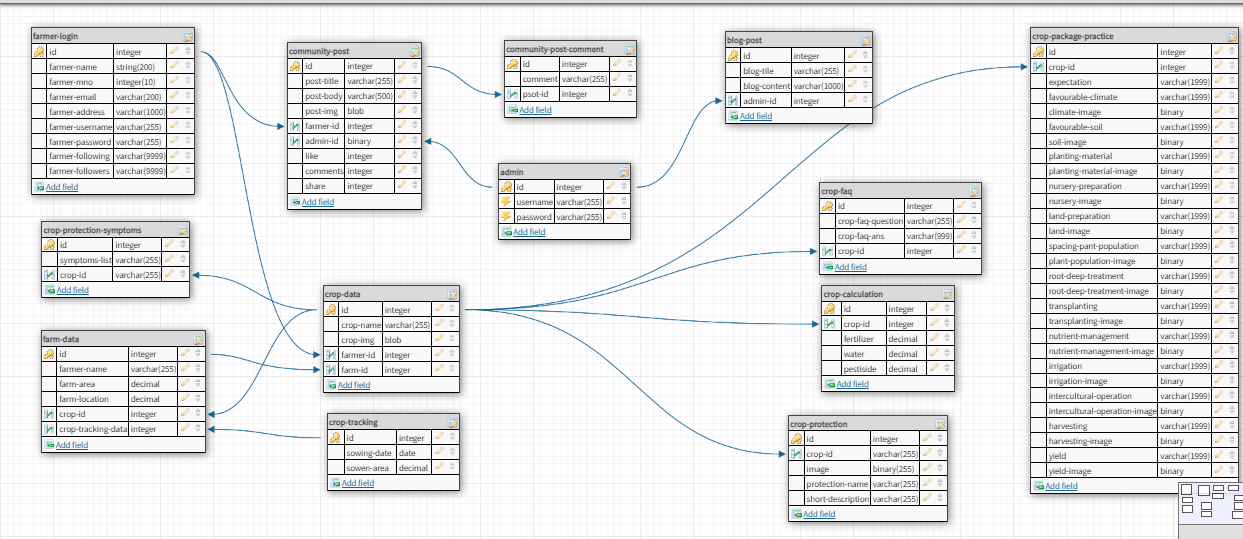 farmer-login
id integer
farmer-name string(200)
farmer-mno integer(10)
farmer-email varchar(200)
farmer-address varchar(1000)
farmer-username varchar(255)
farmer-password varchar(255)
farmer-following varchar(9999)
farmer-followers varchar(9999)
Add field
community-post
id integer
post-title varchar(255)
post-body varchar(500)
post-img blob
farmer-id integer
admin-id binary
like integer
comments integer
share integer
Add field
community-post-comment
id integer
comment varchar(255)
psot-id integer
Add field
blog-post
id integer
blog-tile varchar(255)
blog-content varchar(1000)
admin-id integer
Add field
crop-package-practice
id integer
crop-id integer
expectation varchar(1999)
favourable-climate varchar(1999)
climate-image binary
favourable-soil varchar(1999)
soil-image binary
planting-material varchar(1999)
planting-material-image binary
nursery-preparation varchar(1999)
nursery-image binary
land-preparation varchar(1999)
land-image binary
spacing-pant-population varchar(1999)
plant-population-image binary
root-deep-treatment varchar(1999)
root-deep-treatment-image binary
transplanting varchar(1999)
transplanting-image binary
nutrient-management varchar(1999)
nutrient-management-image binary
irrigation varchar(1999)
irrigation-image binary
intercultural-operation varchar(1999)
intercultural-operation-image binary
harvesting varchar(1999)
harvesting-image binary
yield varchar(1999)
yield-image binary
Add field
admin
id integer
username varchar(255)
password varchar(255)
Add field
crop-faq
id integer
crop-faq-question varchar(255)
crop-faq-ans varchar(999)
crop-id integer
Add field
crop-protection-symptoms
id integer
symptoms-list varchar(255)
crop-id varchar(255)
Add field
crop-data
id integer
crop-name varchar(255)
crop-img blob
farmer-id integer
farm-id integer
Add field
crop-calculation
id integer
crop-id integer
fertilizer decimal
water decimal
pestiside decimal
Add field
farm-data
id integer
farmer-name varchar(255)
farm-area decimal
farm-location decimal
crop-id integer
crop-tracking-data integer
Add field
crop-tracking
id integer
sowing-date date
sowen-area decimal
Add field
crop-protection
id integer
crop-id varchar(255)
image binary(255)
protection-name varchar(255)
short-description varchar(255)
Add field